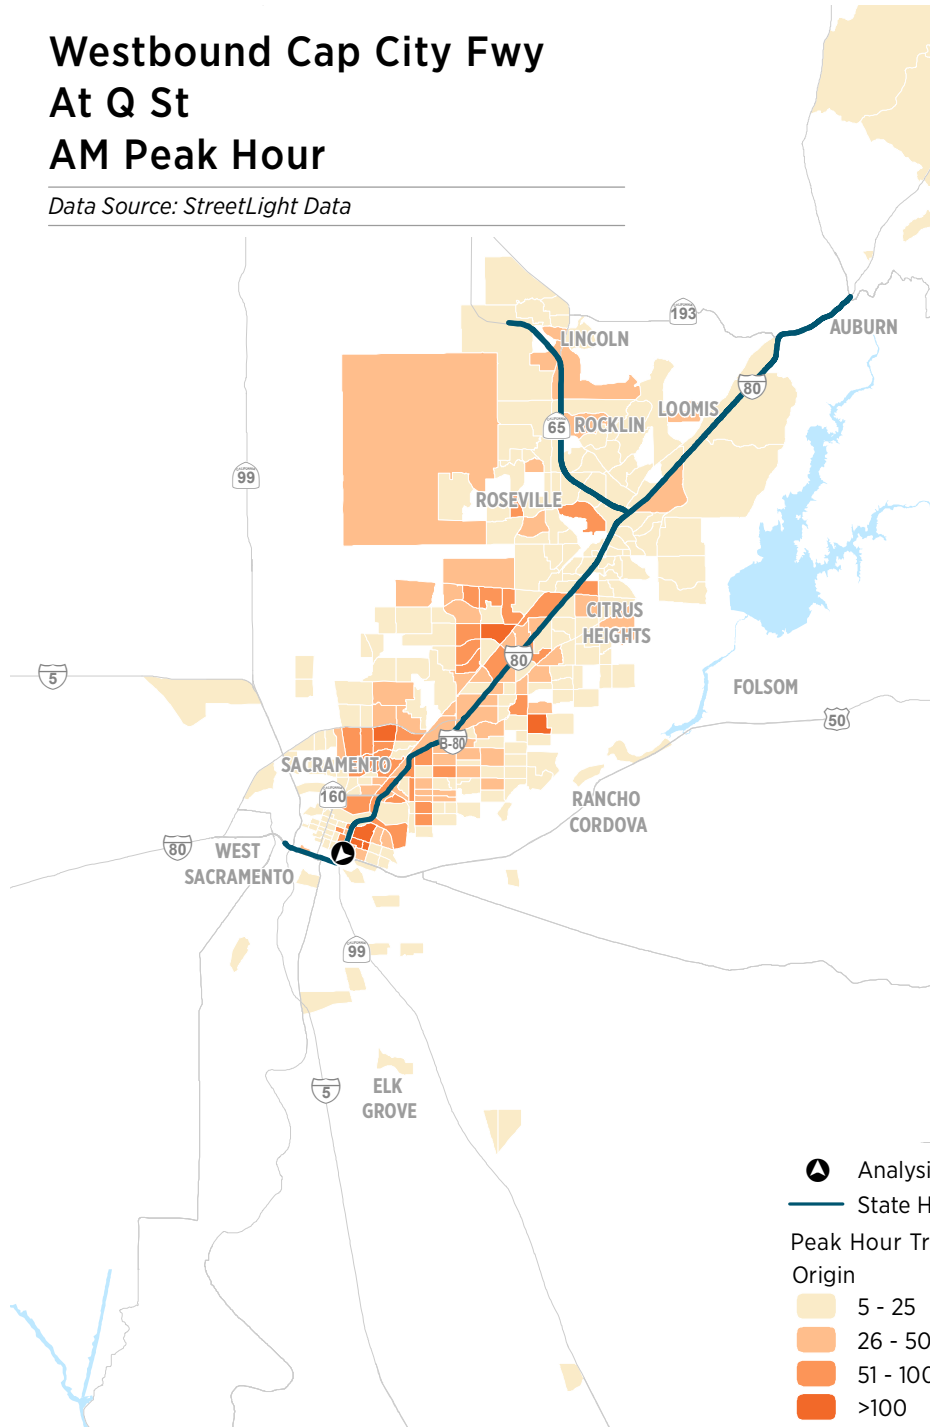 Westbound Cap City Fwy
At Q St
AM Peak Hour
Data Source: StreetLight Data
193
AUBURN
LINCOLN
80
LOOMIS
65
ROCKLIN
99
ROSEVILLE
CITRUS
HEIGHTS
80
5
FOLSOM
50
B-80
SACRAMENTO
160
RANCHO
CORDOVA
80
WEST
SACRAMENTO
99
5
ELK
GROVE
Analysi
State H
Peak Hour Tr
Origin
5 - 25
26 - 50
51 - 100
>100